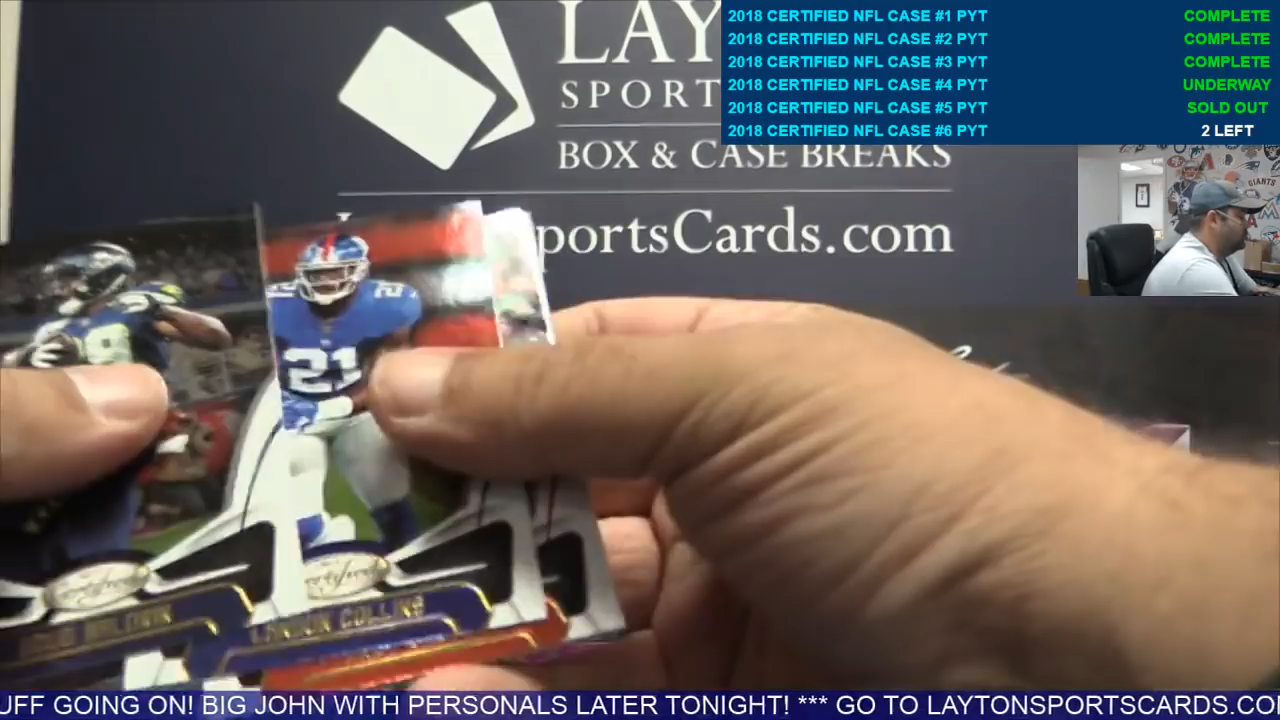 2018 CERTIFIED NFL CASE #1 PYT COMPLETE
2018 CERTIFIED NFL CASE #2 PYT COMPLETE
2018 CERTIFIED NFL CASE #3 PYT COMPLETE
2018 CERTIFIED NFL CASE #4 PYT UNDERWAY
2018 CERTIFIED NFL CASE #5 PYT SOLD OUT
2018 CERTIFIED NFL CASE #6 PYT 2 LEFT
LAY
SPORT
BOX & CASE BREAKS
sportsCards.com
GIANTS
21
21
LANDON COLLINS
BALDWIN
UFF GOING ON! BIG JOHN WITH PERSONALS LATER TONIGHT! *** GO TO LAYTONSPORTSCARDS.CO